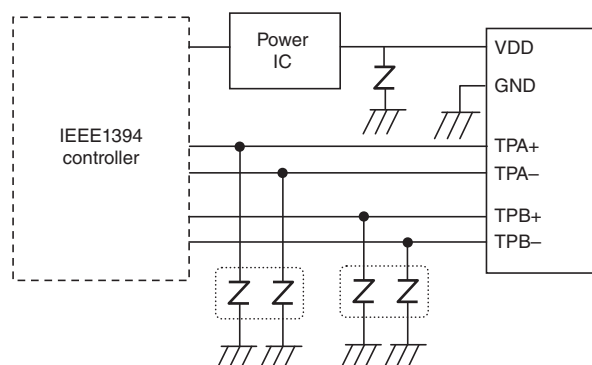 Power
IC
VDD
GND
IEEE1394
controller
TPA+
TPA–
TPB+
TPB–